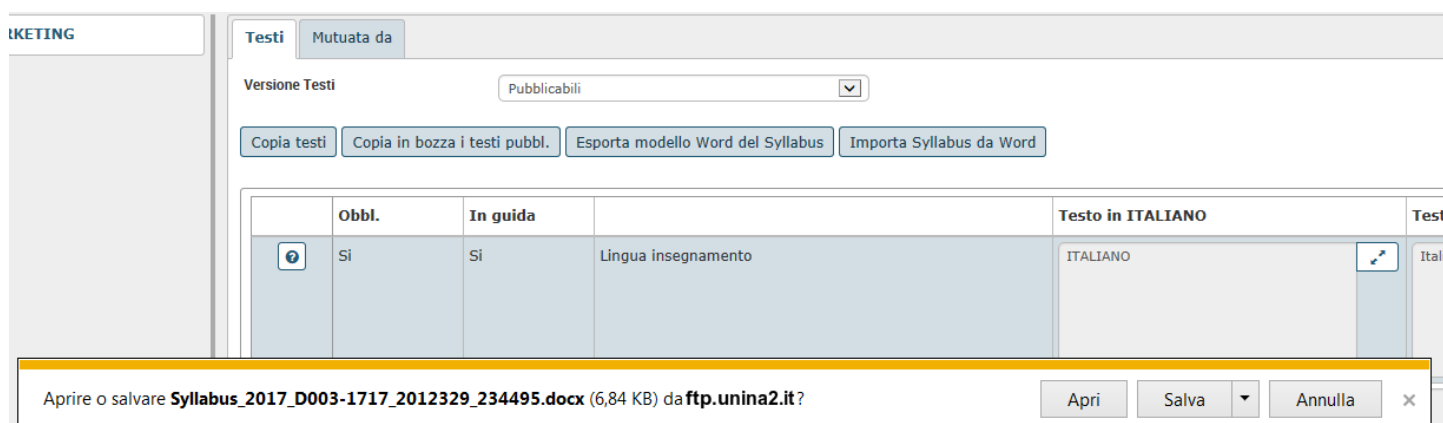 RKETING
Testi Mutuata da
Versione Testi Pubblicabili
Copia testi Copia in bozza i testi pubbl. Esporta modello Word del Syllabus Importa Syllabus da Word
Obbl. In guida Testo in ITALIANO Test
Si Si Lingua insegnamento ITALIANO Ital
Aprire o salvare Syllabus_2017_D003-1717_2012329_234495.docx (6,84 KB) da ftp.unina2.it? Apri Salva Annulla